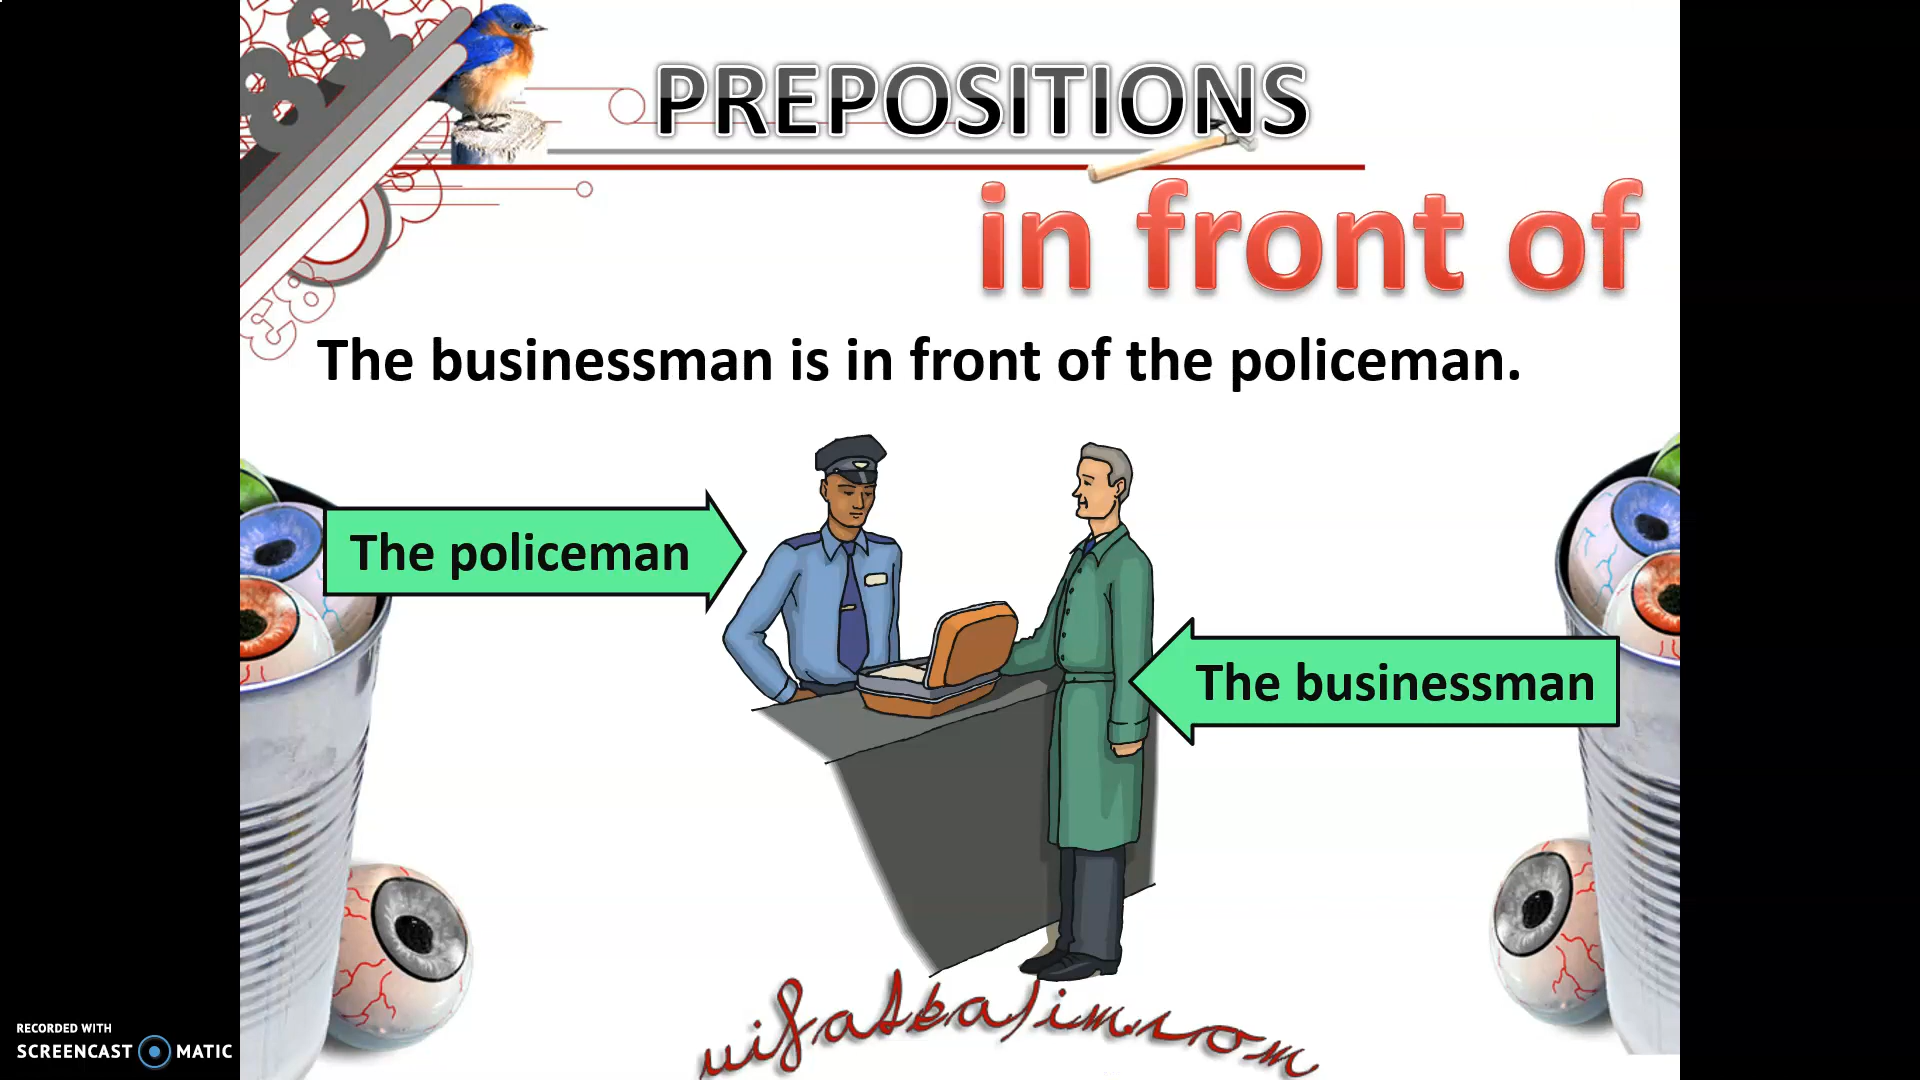 PREPOSITIONS
in front of
The businessman is in front of the policeman.
The policeman
The businessman
RECORDED WITH
SCREENCAST MATIC